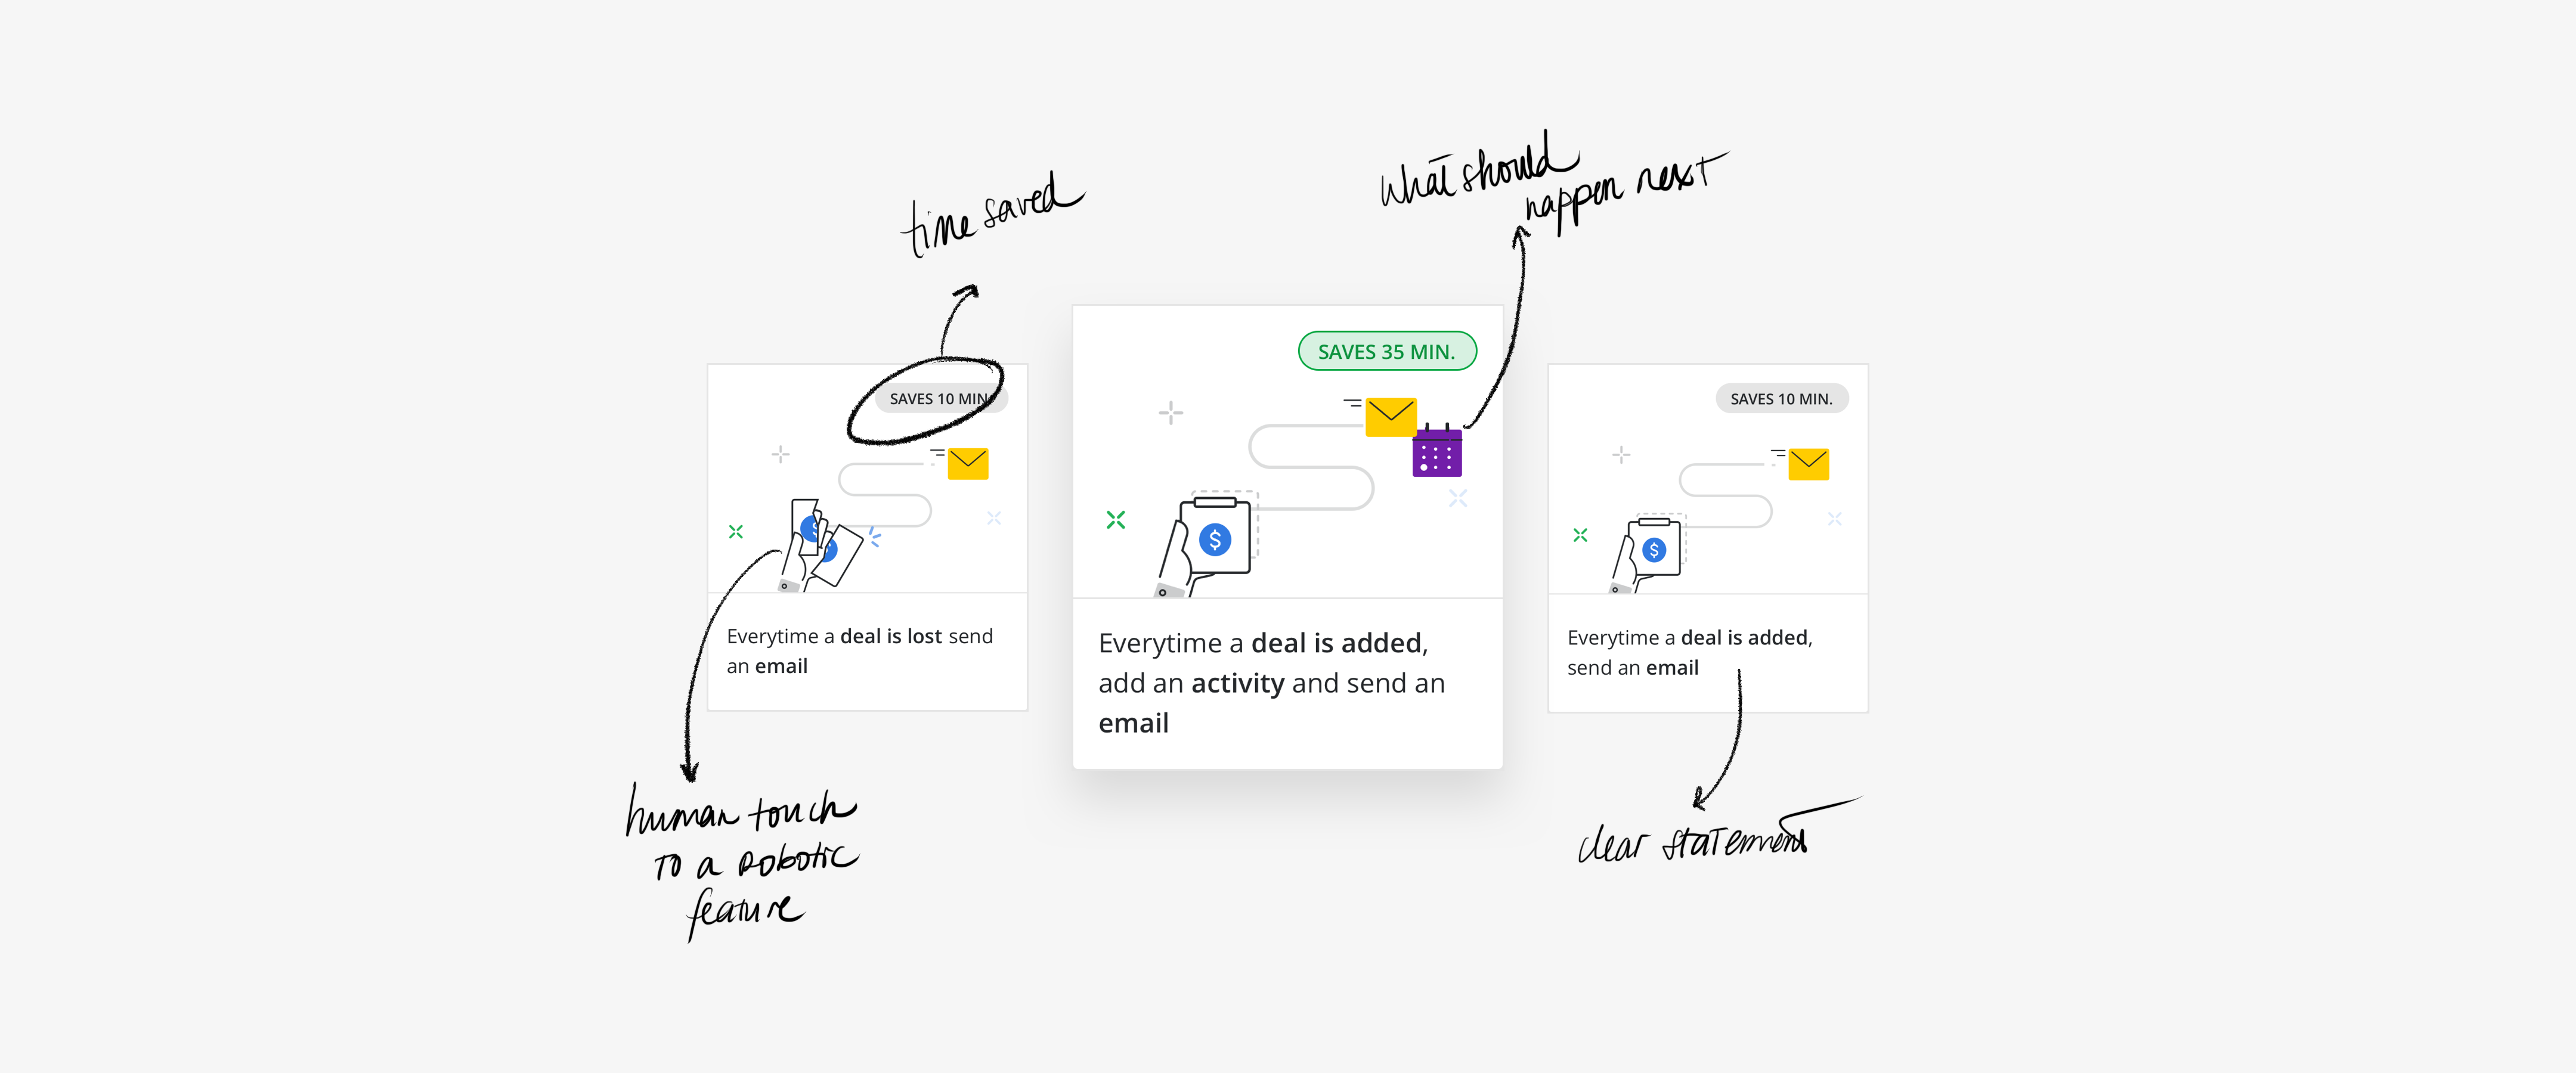 time saved
what should
happen next
SAVES 10 MIN.
Everytime a deal is lost send
an email
SAVES 35 MIN.
$
Everytime a deal is added,
add an activity and send an
email
SAVES 10 MIN.
$
Everytime a deal is added,
send an email
human touch
to a robotic
feature
clear statement